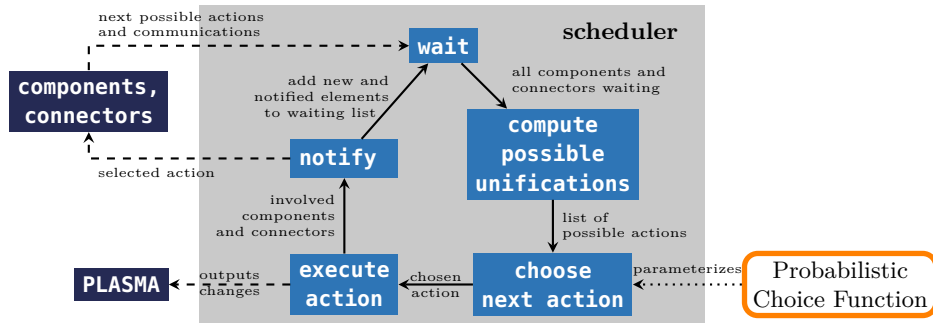 next possible actions
and communications
wait
scheduler
components,
connectors
add new and
notified elements
to waiting list
all components and
connectors waiting
compute
possible
unifications
notify
selected action
involved
components
and connectors
list of
possible actions
PLASMA
outputs
changes
execute
action
chosen
action
choose
next action
parameterizes
Probabilistic
Choice Function